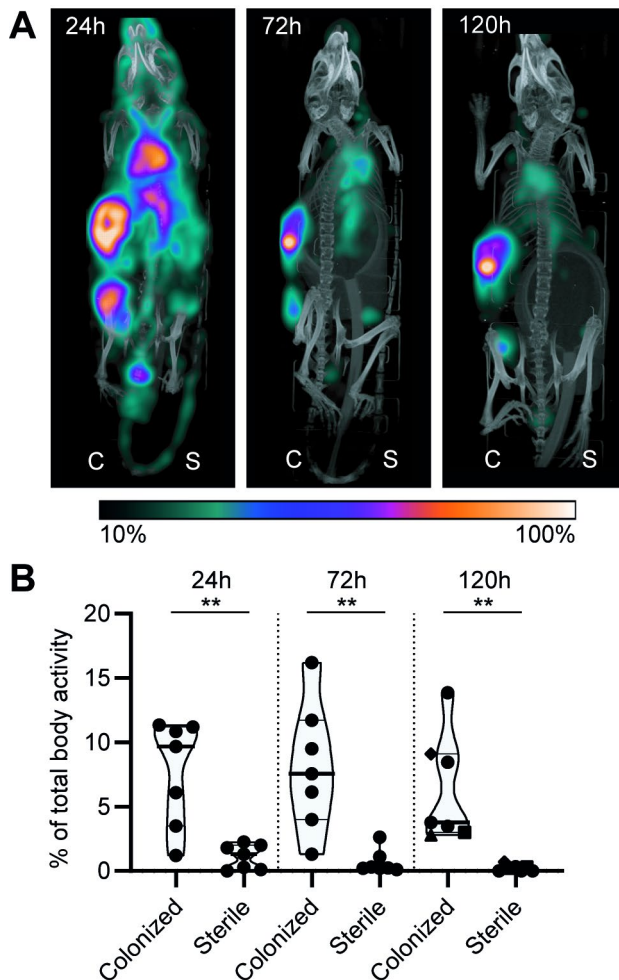 A
24h
72h
120h
C
S
C
S
C
S
10%
100%
B
24h
72h
120h
**
**
**
% of total body activity
20
15
10
5
0
Colonized
Sterile
Colonized
Sterile
Colonized
Sterile